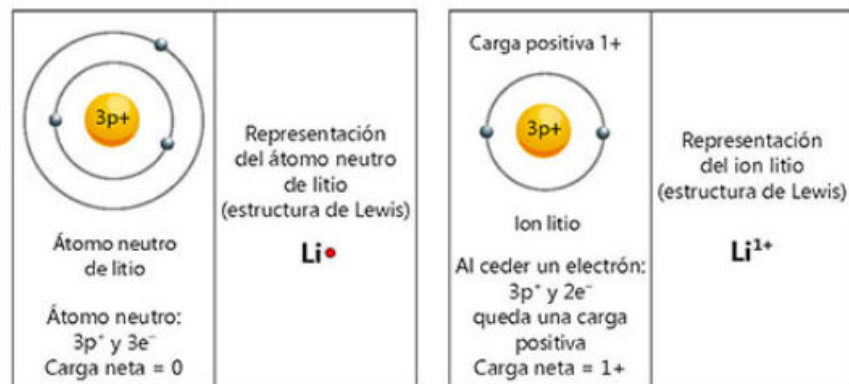 3p+
Átomo neutro
de litio
Átomo neutro:
3p⁺ y 3e⁻
Carga neta = 0
Representación
del átomo neutro
de litio
(estructura de Lewis)
Li•
Carga positiva 1+
3p+
Ion litio
Al ceder un electrón:
3p⁺ y 2e⁻
queda una carga
positiva
Carga neta = 1+
Representación
del ion litio
(estructura de Lewis)
Li¹⁺